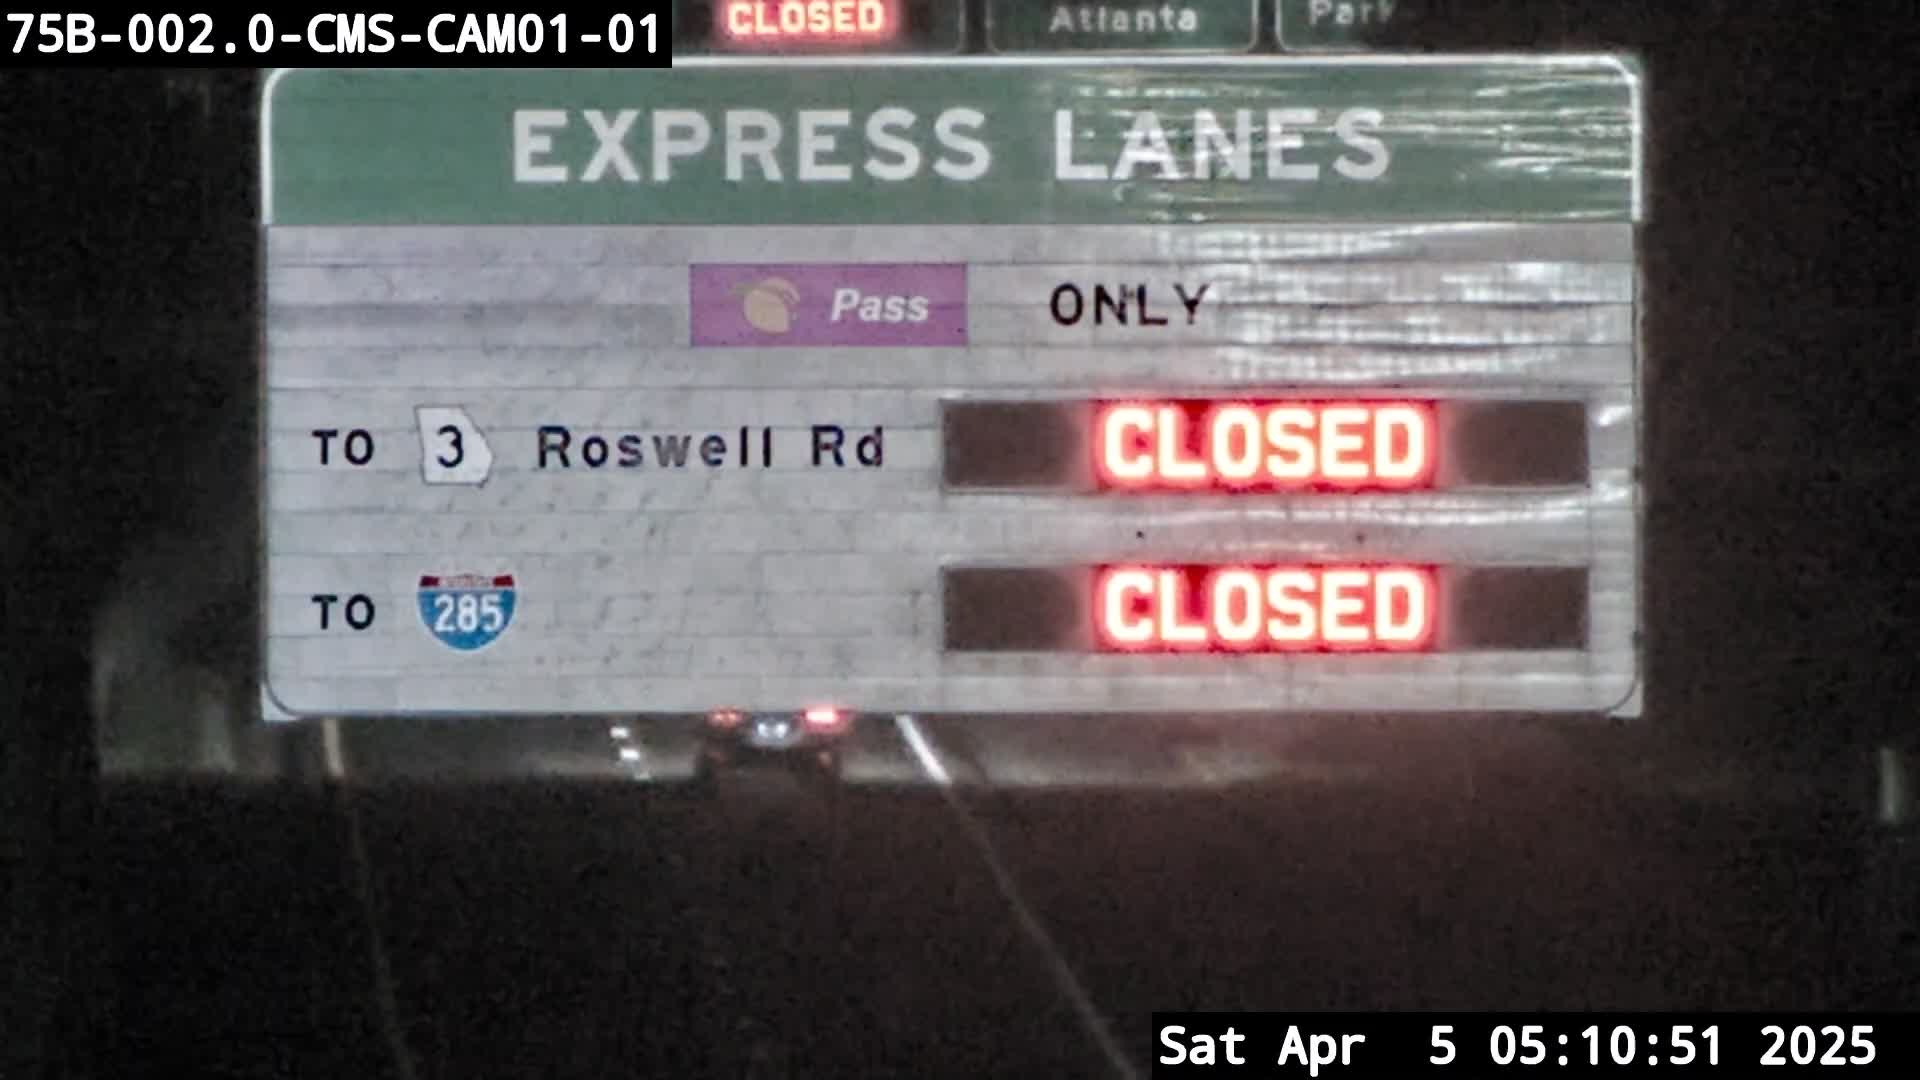 75B-002.0-CMS-CAM01-01
CLOSED
Atlanta
EXPRESS LANES
Pass ONLY
TO 3 Roswell Rd CLOSED
TO 285 CLOSED
Sat Apr 5 05:10:51 2025